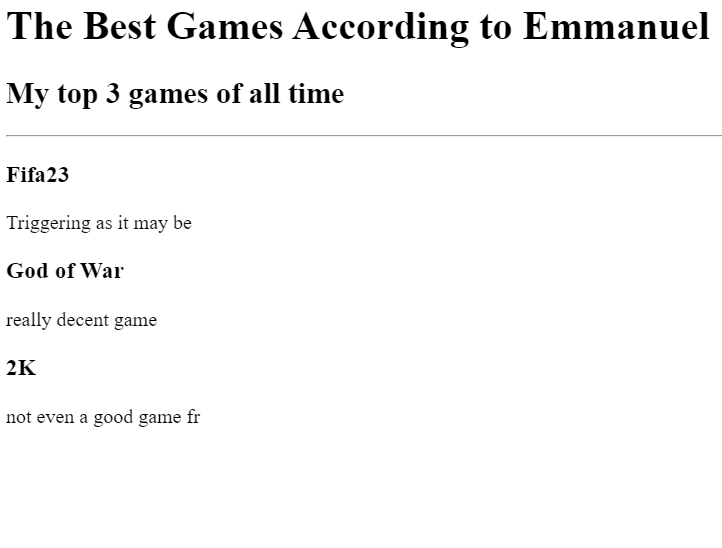 The Best Games According to Emmanuel
My top 3 games of all time
Fifa23
Triggering as it may be
God of War
really decent game
2K
not even a good game fr